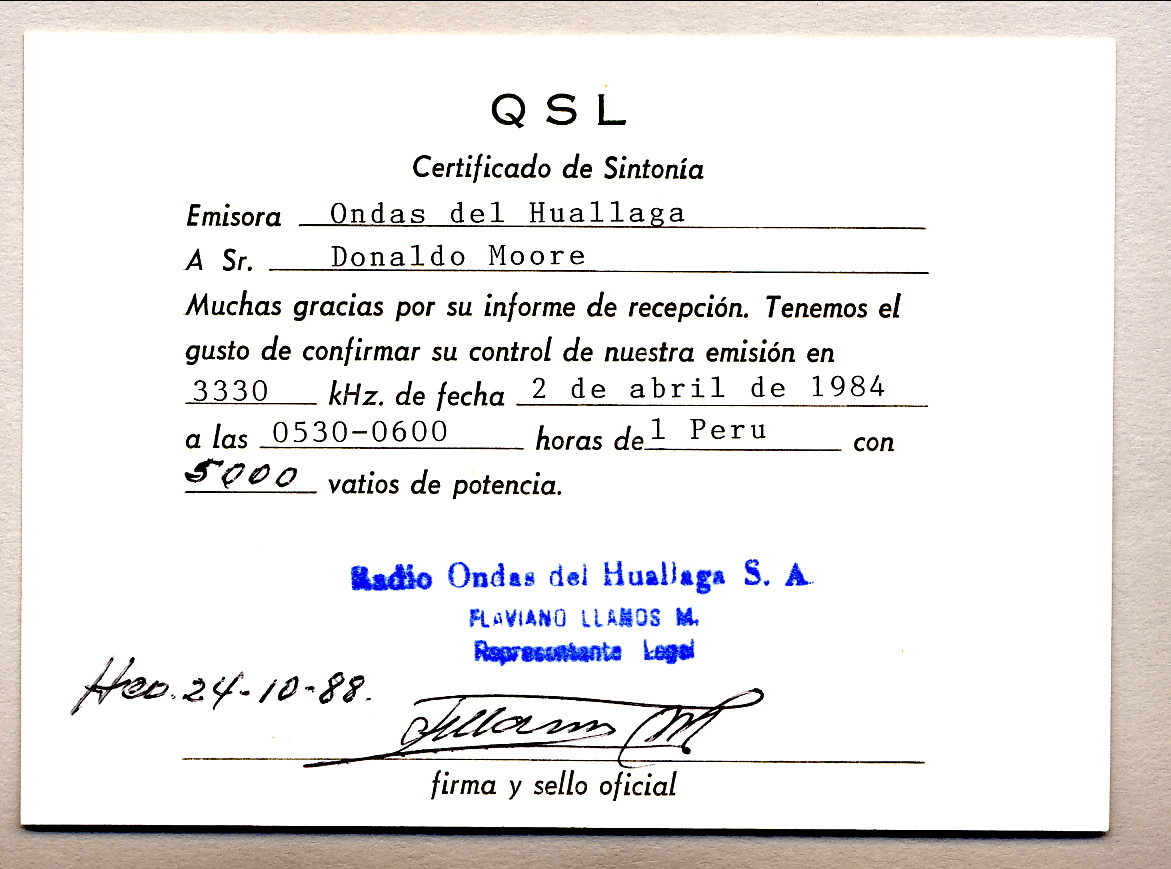 QSL
Certificado de Sintonía
Emisora Ondas del Huallaga
A Sr. Donaldo Moore
Muchas gracias por su informe de recepción. Tenemos el
gusto de confirmar su control de nuestra emisión en
3330 kHz. de fecha 2 de abril de 1984
a las 0530-0600 horas del Peru con
5000 vatios de potencia.
Radio Ondas del Huallaga S. A.
FLAVIANO LLANOS M.
Representante Legal
Hco. 24-10-88.
firma y sello oficial